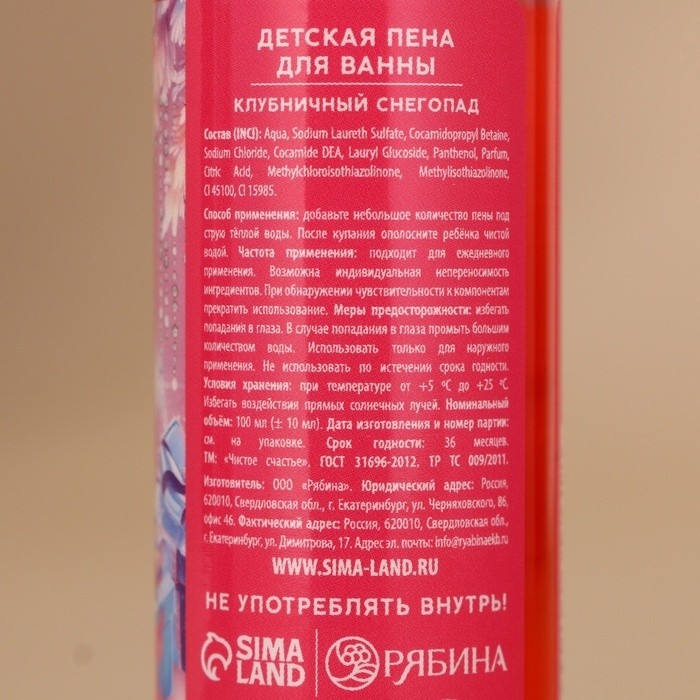 ДЕТСКАЯ ПЕНА
ДЛЯ ВАННЫ
КЛУБНИЧНЫЙ СНЕГОПАД
Состав (INCI): Aqua, Sodium Laureth Sulfate, Cocamidopropyl Betaine,
Sodium Chloride, Cocamide DEA, Lauryl Glucoside, Panthenol, Parfum,
Citric Acid, Methylchloroisothiazolinone, Methylisothiazolinone,
CI 45100, CI 15985.
Способ применения: добавьте небольшое количество пены под
струю тёплой воды. После купания ополосните ребёнка чистой
водой. Частота применения: подходит для ежедневного
применения. Возможна индивидуальная непереносимость
ингредиентов. При обнаружении чувствительности к компонентам
прекратить использование. Меры предосторожности: избегать
попадания в глаза. В случае попадания в глаза промыть большим
количеством воды. Использовать только для наружного
применения. Не использовать по истечении срока годности.
Условия хранения: при температуре от +5 ºC до +25 ºC.
Избегать воздействия прямых солнечных лучей. Номинальный
объём: 100 мл (± 10 мл). Дата изготовления и номер партии:
см. на упаковке. Срок годности: 36 месяцев.
ТМ: «Чистое счастье». ГОСТ 31696-2012, ТР ТС 009/2011.
Изготовитель: ООО «Рябина». Юридический адрес: Россия,
620010, Свердловская обл., г. Екатеринбург, ул. Черняховского, 86,
офис 46. Фактический адрес: Россия, 620010, Свердловская обл.,
г. Екатеринбург, ул. Димитрова, 17. Адрес эл. почты: info@ryabinaekb.ru
WWW.SIMA-LAND.RU
НЕ УПОТРЕБЛЯТЬ ВНУТРЬ!
SIMA
LAND
РЯБИНА